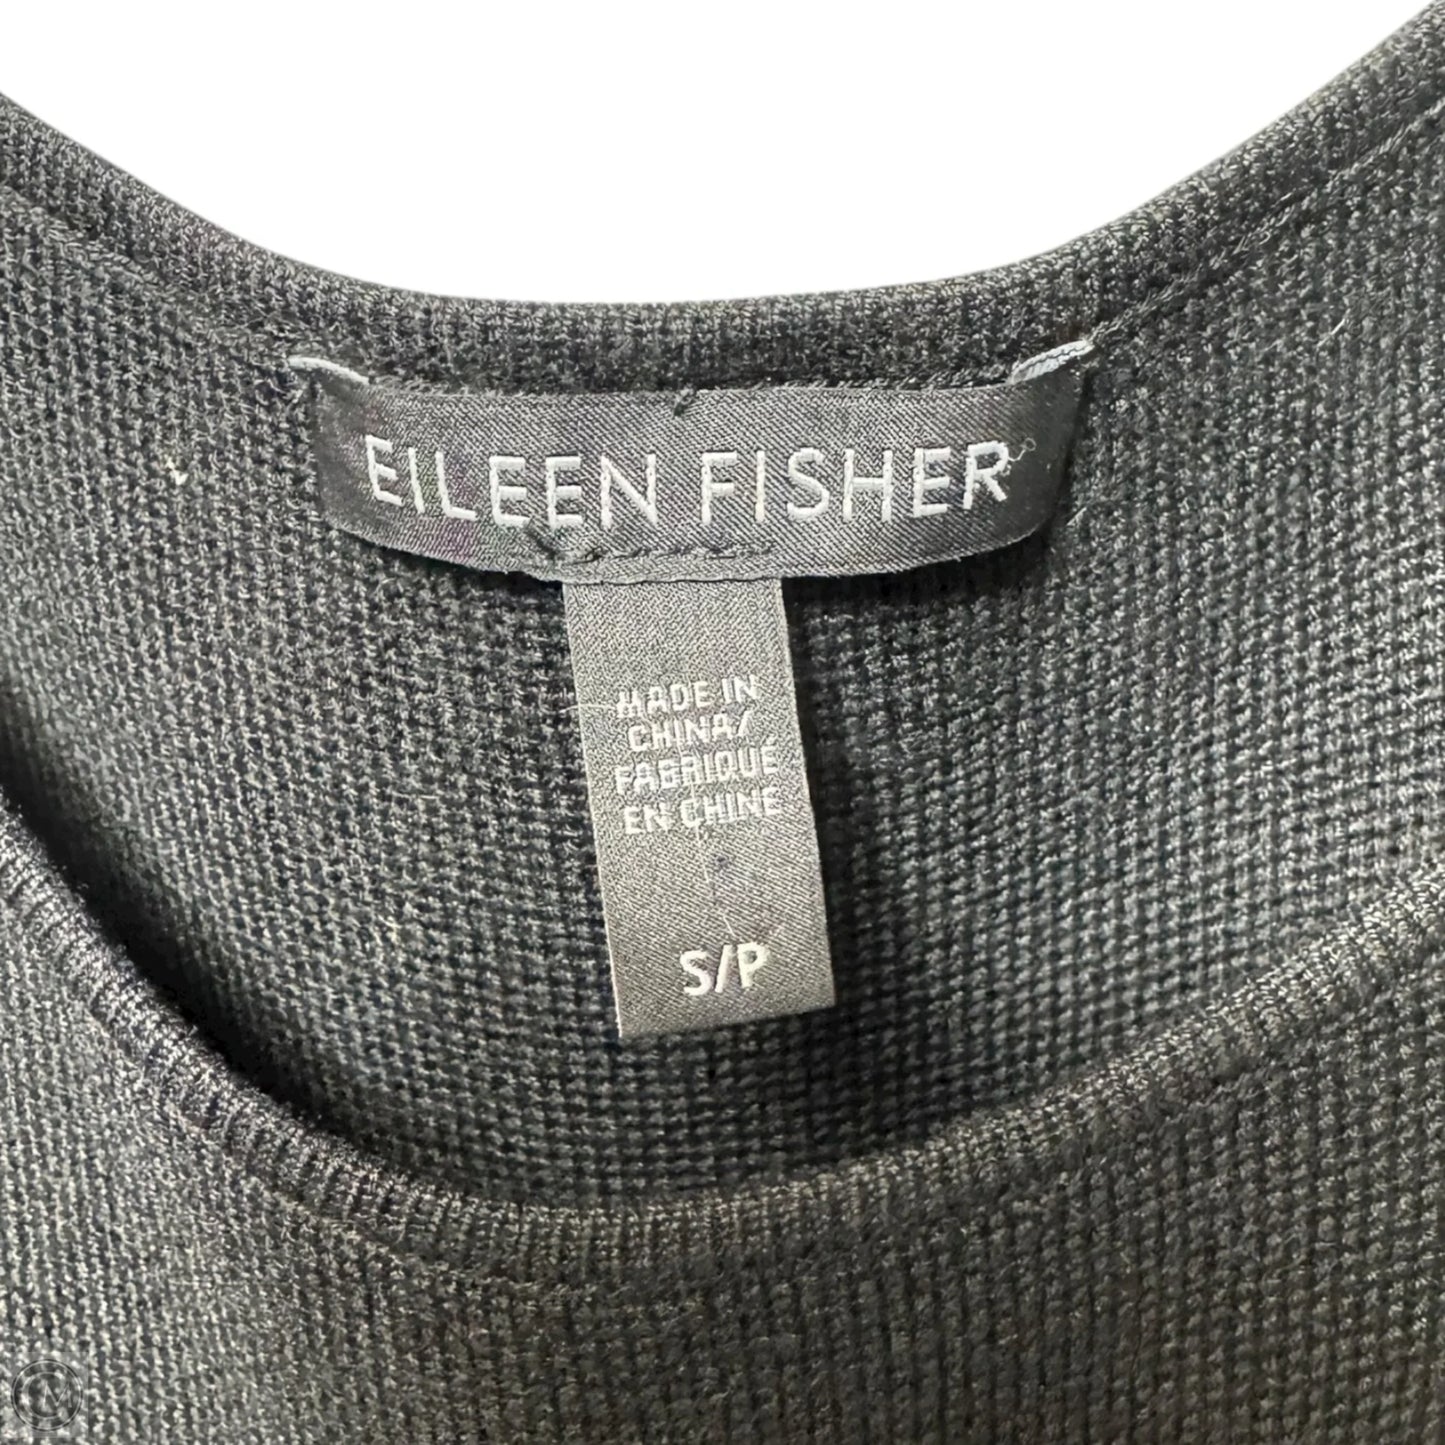 EILEEN FISHER
MADE IN
CHINA/
FABRIQUÉ
EN CHINE
S/P